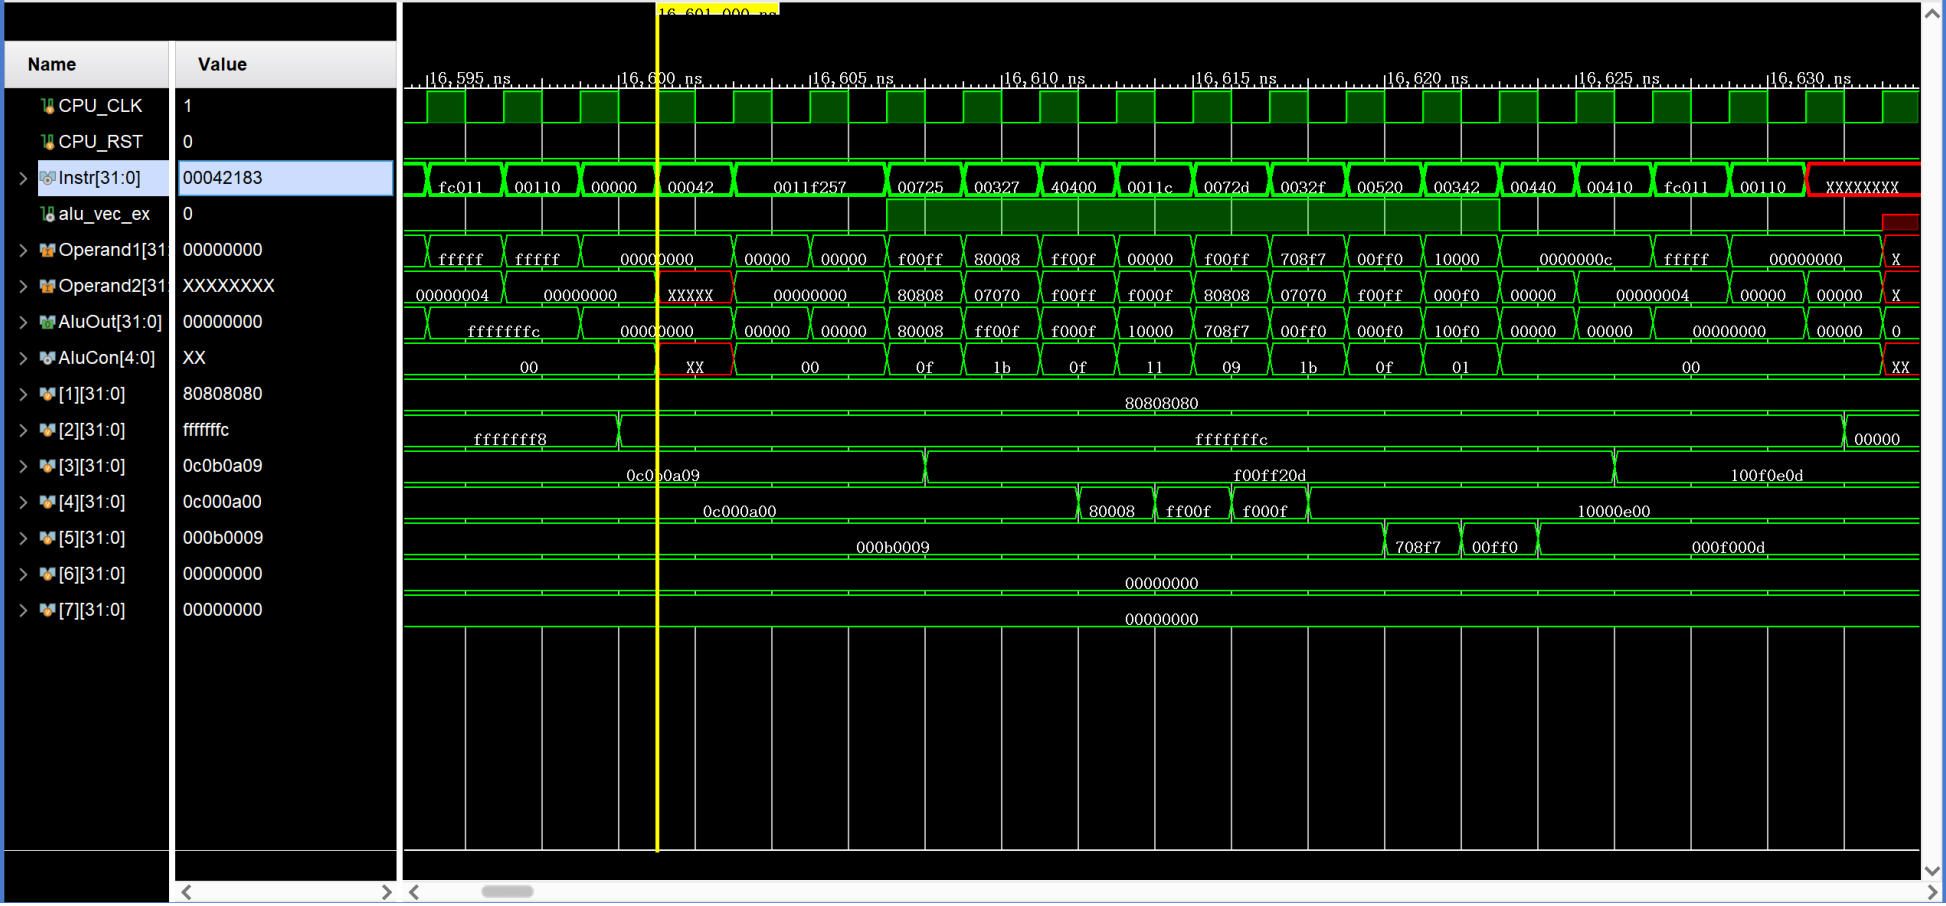 16,601.000 ns
Name Value
16,595 ns 16,600 ns 16,605 ns 16,610 ns 16,615 ns 16,620 ns 16,625 ns 16,630 ns
CPU_CLK 1
CPU_RST 0
Instr[31:0] 00042183 fc011 00110 00000 00042 0011f257 00725 00327 40400 0011c 0072d 0032f 00520 00342 00440 00410 fc011 00110 XXXXXXXX
alu_vec_ex 0
Operand1[31: 00000000 fffff fffff 00000000 00000 00000 f00ff 80008 ff00f 00000 f00ff 708f7 00ff0 10000 0000000c fffff 00000000 X
Operand2[31: XXXXXXXX 00000004 00000000 XXXXX 00000000 80808 07070 f00ff f000f 80808 07070 f00ff 000f0 00000 00000004 00000 00000 X
AluOut[31:0] 00000000 fffffffc 00000000 00000 00000 80008 ff00f f000f 10000 708f7 00ff0 000f0 100f0 00000 00000 00000000 00000 0
AluCon[4:0] XX 00 XX 00 0f 1b 0f 11 09 1b 0f 01 00 XX
[1][31:0] 80808080 80808080
[2][31:0] fffffffc fffffff8 fffffffc 00000
[3][31:0] 0c0b0a09 0c0b0a09 f00ff20d 100f0e0d
[4][31:0] 0c000a00 0c000a00 80008 ff00f f000f 10000e00
[5][31:0] 000b0009 000b0009 708f7 00ff0 000f000d
[6][31:0] 00000000 00000000
[7][31:0] 00000000 00000000